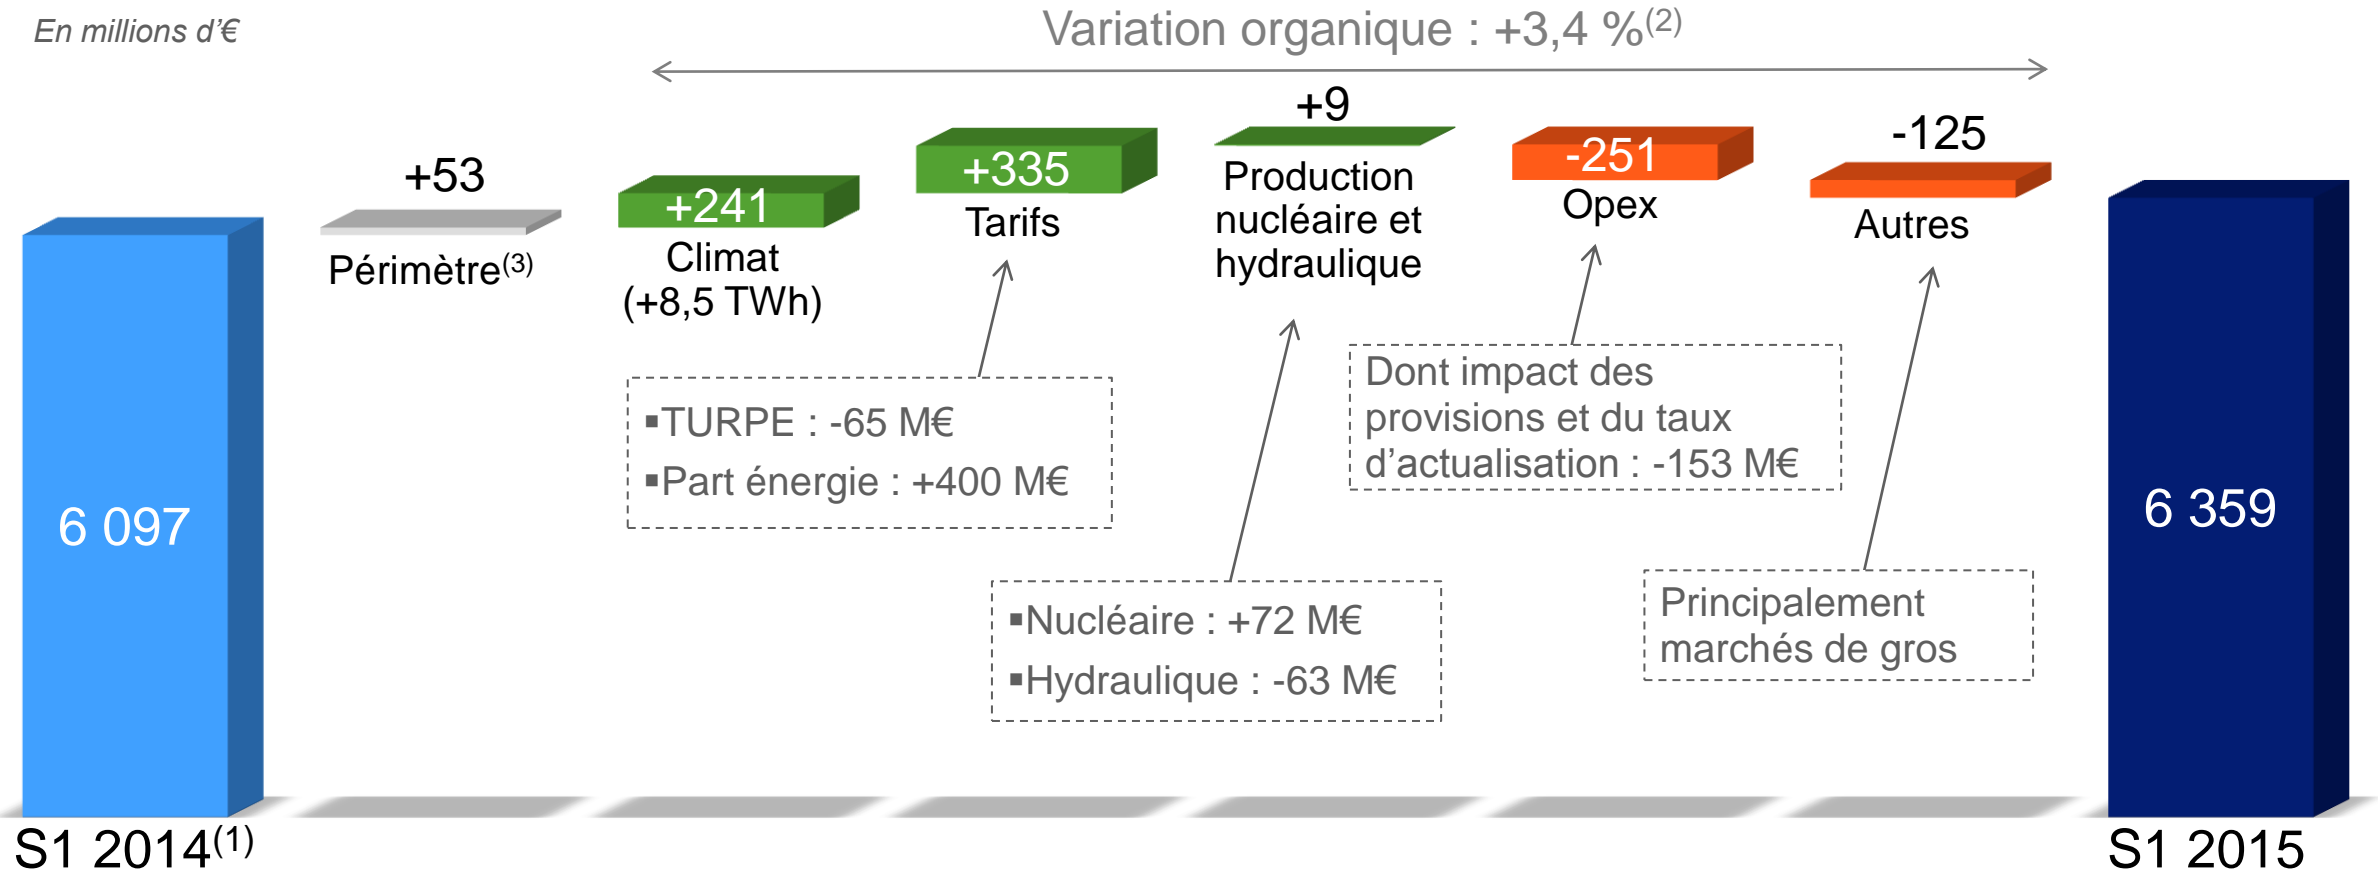 En millions d’€
Variation organique : +3,4 %(2)
6 097
S1 2014(1)
+53
Périmètre(3)
+241
Climat
(+8,5 TWh)
+335
Tarifs
▪TURPE : -65 M€
▪Part énergie : +400 M€
+9
Production
nucléaire et
hydraulique
▪Nucléaire : +72 M€
▪Hydraulique : -63 M€
-251
Opex
Dont impact des
provisions et du taux
d’actualisation : -153 M€
-125
Autres
Principalement
marchés de gros
6 359
S1 2015